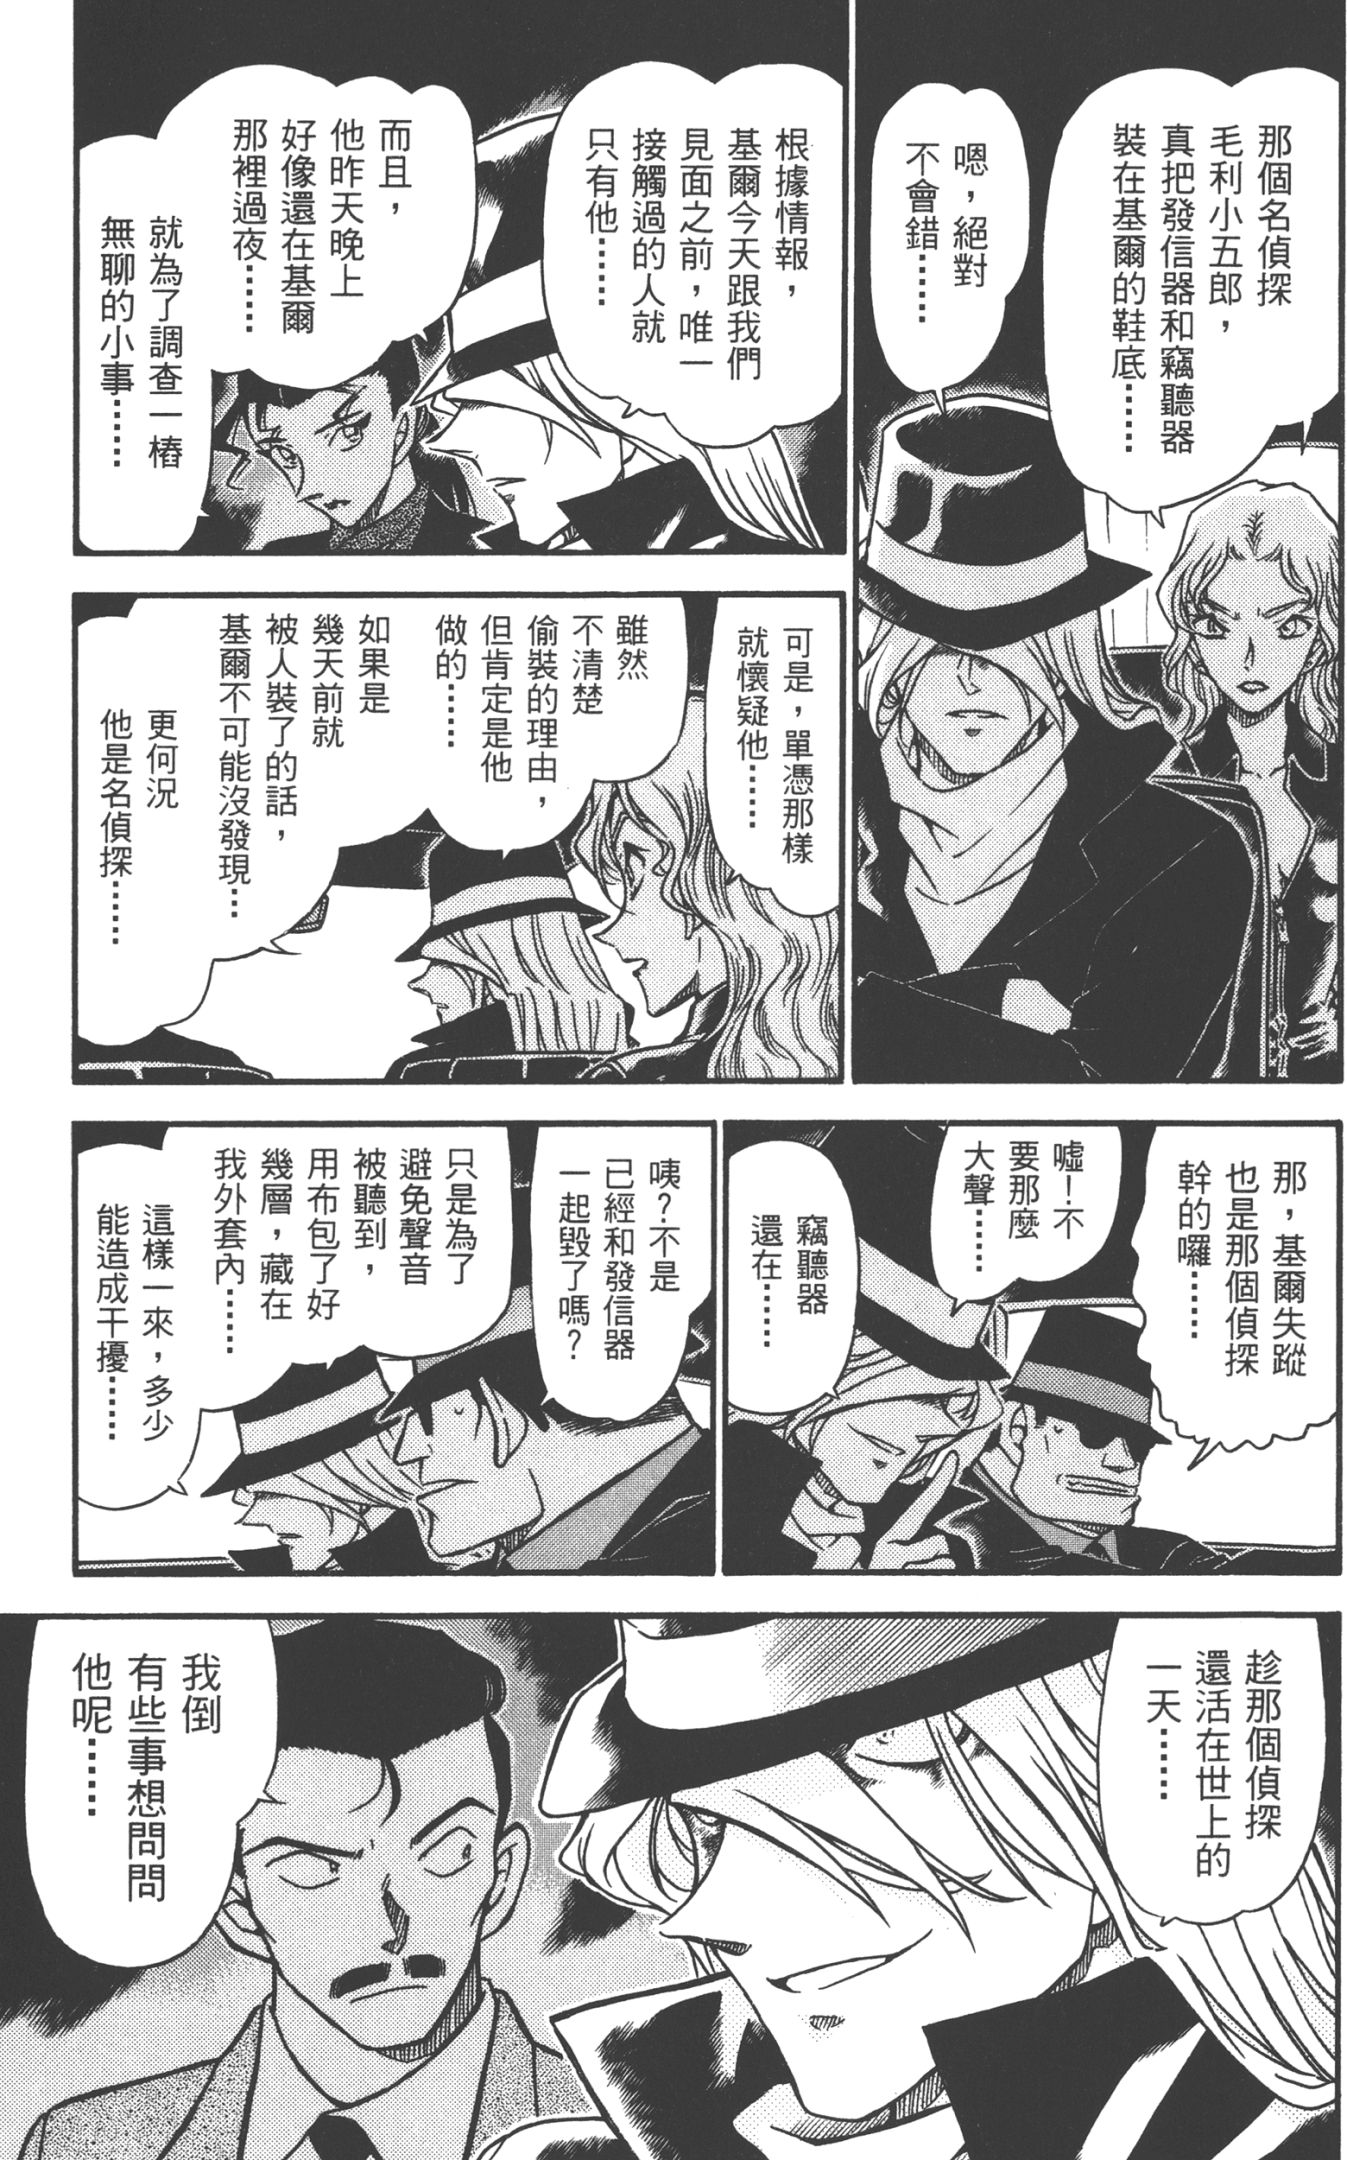 那個名偵探
毛利小五郎，
真把發信器和竊聽器
裝在基爾的鞋底……
嗯，絕對
不會錯……
根據情報，
基爾今天跟我們
見面之前，唯一
接觸過的人就
只有他……
而且，
他昨天晚上
好像還在基爾
那裡過夜……
就為了調查一樁
無聊的小事……
可是，單憑那樣
就懷疑他……
雖然
不清楚
偷裝的理由，
但肯定是他
做的……
如果是
幾天前就
被人裝了的話，
基爾不可能沒發現…
更何況
他是名偵探……
那，基爾失蹤
也是那個偵探
幹的囉……
噓！不
要那麼
大聲……
竊聽器
還在……
咦？不是
已經和發信器
一起毀了嗎？
只是為了
避免聲音
被聽到，
用布包了好
幾層，藏在
我外套內……
這樣一來，多少
能造成干擾……
趁那個偵探
還活在世上的
一天……
我倒
有些事想問問
他呢……